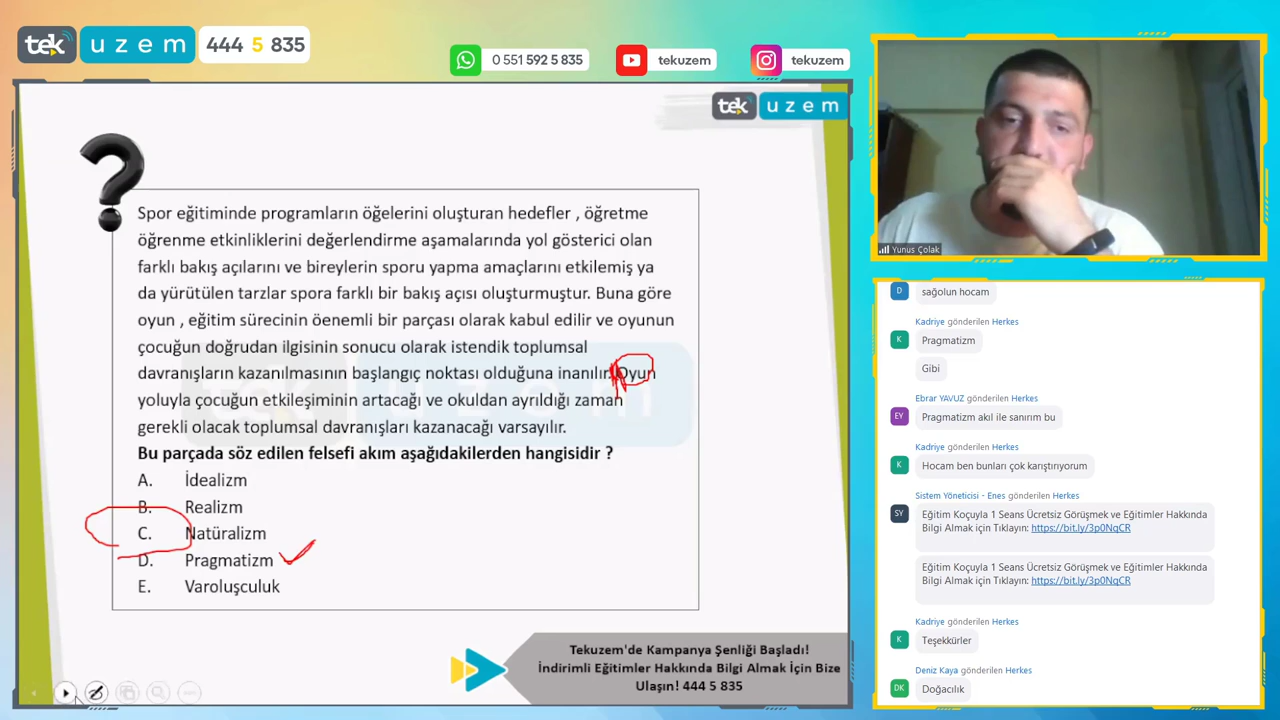 tek uzem 444 5 835
0 551 592 5 835
tekuzem
tekuzem
tek uzem
Spor eğitiminde programların öğelerini oluşturan hedefler , öğretme
öğrenme etkinliklerini değerlendirme aşamalarında yol gösterici olan
farklı bakış açılarını ve bireylerin sporu yapma amaçlarını etkilemiş ya
da yürütülen tarzlar spora farklı bir bakış açısı oluşturmuştur. Buna göre
oyun , eğitim sürecinin öenemli bir parçası olarak kabul edilir ve oyunun
çocuğun doğrudan ilgisinin sonucu olarak istendik toplumsal
davranışların kazanılmasının başlangıç noktası olduğuna inanılır. Oyun
yoluyla çocuğun etkileşiminin artacağı ve okuldan ayrıldığı zaman
gerekli olacak toplumsal davranışları kazanacağı varsayılır.
Bu parçada söz edilen felsefi akım aşağıdakilerden hangisidir ?
A. İdealizm
B. Realizm
C. Natüralizm
D. Pragmatizm
E. Varoluşculuk
tek uzem
Tekuzem'de Kampanya Şenliği Başladı!
İndirimli Eğitimler Hakkında Bilgi Almak İçin Bize
Ulaşın! 444 5 835
Yunus Çolak
D sağolun hocam
Kadriye gönderilen Herkes
K Pragmatizm
Gibi
Ebrar YAVUZ gönderilen Herkes
EY Pragmatizm akıl ile sanırım bu
Kadriye gönderilen Herkes
K Hocam ben bunları çok karıştırıyorum
Sistem Yöneticisi - Enes gönderilen Herkes
SY Eğitim Koçuyla 1 Seans Ücretsiz Görüşmek ve Eğitimler Hakkında
Bilgi Almak için Tıklayın: https://bit.ly/3p0NqCR
Eğitim Koçuyla 1 Seans Ücretsiz Görüşmek ve Eğitimler Hakkında
Bilgi Almak için Tıklayın: https://bit.ly/3p0NqCR
Kadriye gönderilen Herkes
K Teşekkürler
Deniz Kaya gönderilen Herkes
DK Doğacılık